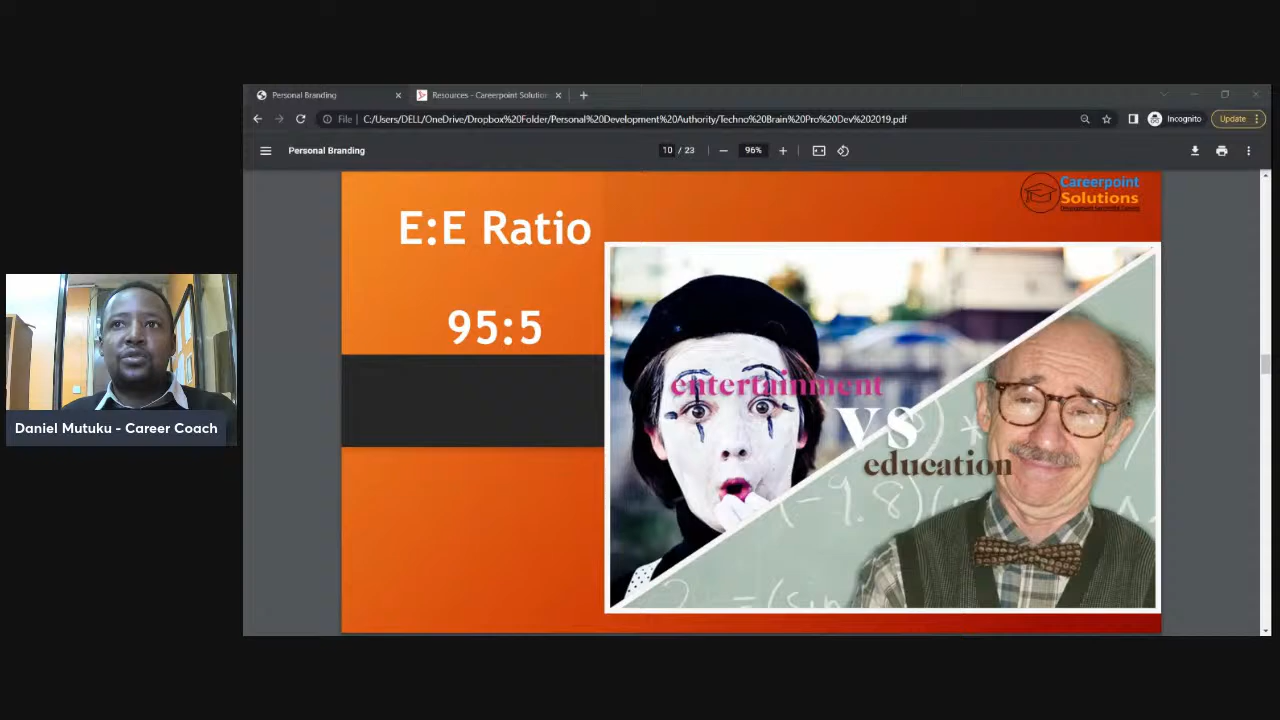 Personal Branding
Resources - Careerpoint Solution
File
C:/Users/DELL/OneDrive/Dropbox%20Folder/Personal%20Development%20Authority/Techno%20Brain%20Pro%20Dev%202019.pdf
Incognito
Update
Personal Branding
10 / 23
96%
Careerpoint
Solutions
E:E Ratio
95:5
entertainment
vs
education
(-9.8)
Daniel Mutuku - Career Coach